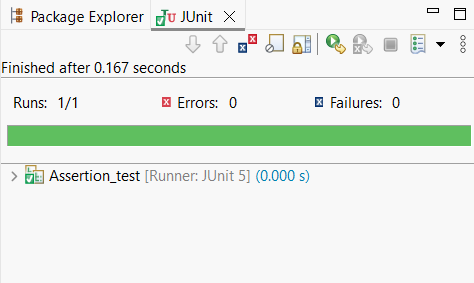 Package Explorer JUnit
Finished after 0.167 seconds
Runs: 1/1 Errors: 0 Failures: 0
Assertion_test [Runner: JUnit 5] (0.000 s)